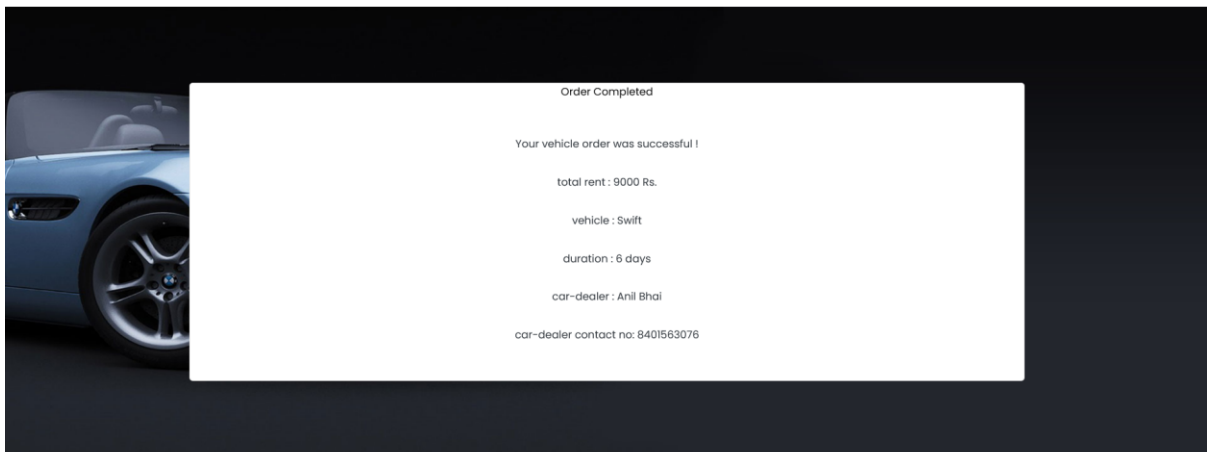 Order Completed
Your vehicle order was successful !
total rent : 9000 Rs.
vehicle : Swift
duration : 6 days
car-dealer : Anil Bhai
car-dealer contact no: 8401563076